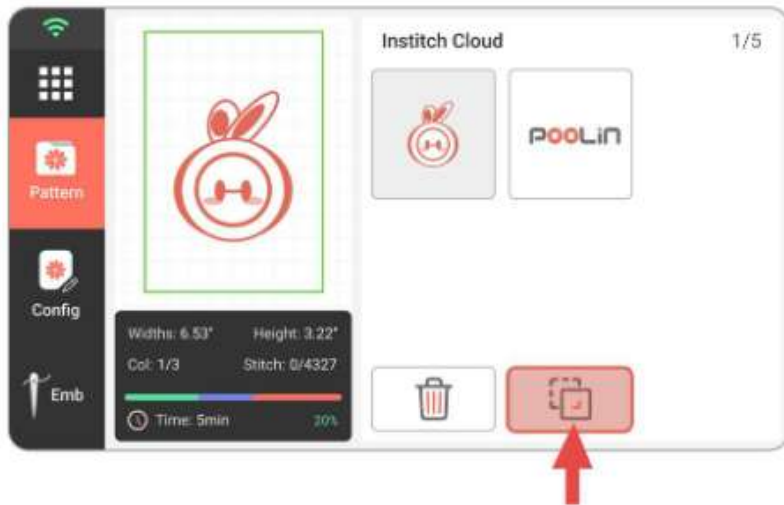 Institch Cloud 1/5
POOLIN
Pattern
Config
Emb
Widths: 6.53" Height: 3.22"
Col: 1/3 Stitch: 0/4327
Time: 5min 20%